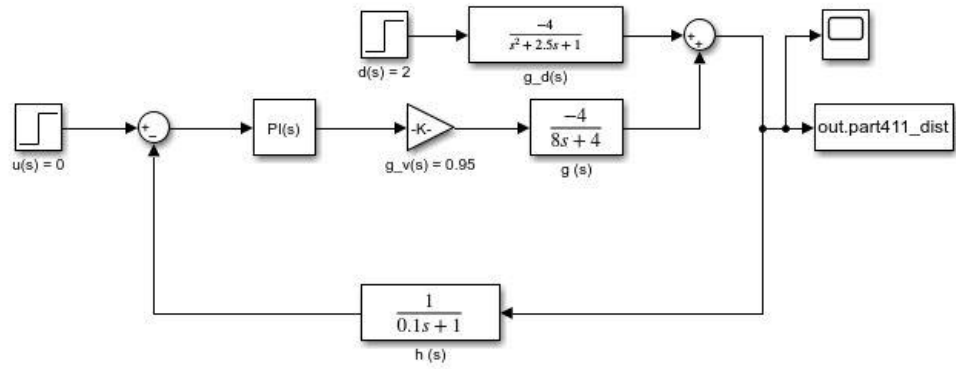 -4
s² + 2.5s + 1
d(s) = 2
g_d(s)
+
+
u(s) = 0
+
−
PI(s)
-K-
g_v(s) = 0.95
-4
8s + 4
g (s)
out.part411_dist
1
0.1s + 1
h (s)